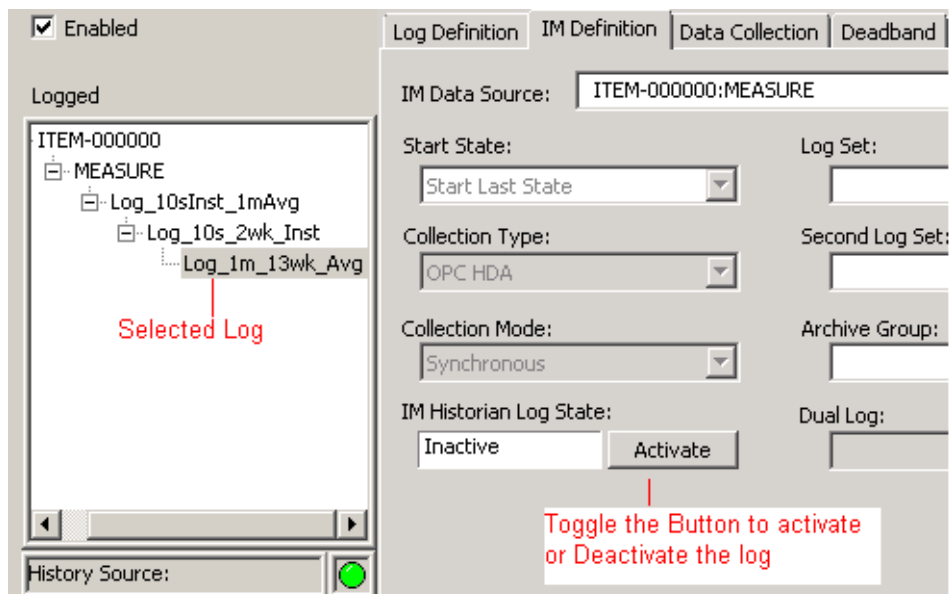 Enabled
Logged
ITEM-000000
MEASURE
Log_10sInst_1mAvg
Log_10s_2wk_Inst
Log_1m_13wk_Avg
Selected Log
History Source:
Log Definition
IM Definition
Data Collection
Deadband
IM Data Source:
ITEM-000000:MEASURE
Start State:
Start Last State
Log Set:
Collection Type:
OPC HDA
Second Log Set:
Collection Mode:
Synchronous
Archive Group:
IM Historian Log State:
Inactive
Activate
Dual Log:
Toggle the Button to activate
or Deactivate the log